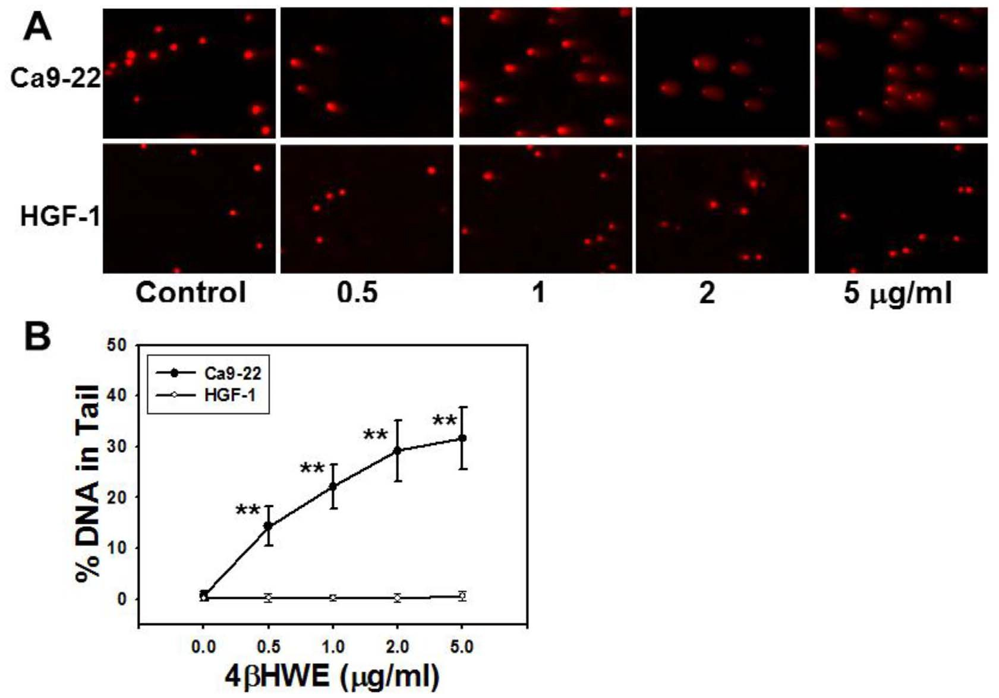 A
Ca9-22
HGF-1
Control 0.5 1 2 5 μg/ml
B
50
40
30
20
10
0
% DNA in Tail
Ca9-22
HGF-1
**
**
**
**
0.0 0.5 1.0 2.0 5.0
4βHWE (μg/ml)